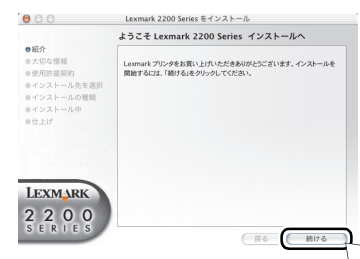 Lexmark 2200 Series をインストール
ようこそ Lexmark 2200 Series インストールへ
紹介
大切な情報
使用許諾契約
インストール先を選択
インストールの種類
インストール中
仕上げ
Lexmark プリンタをお買い上げいただきありがとうございます。インストールを
開始するには、「続ける」をクリックしてください。
LEXMARK
2200
SERIES
戻る
続ける